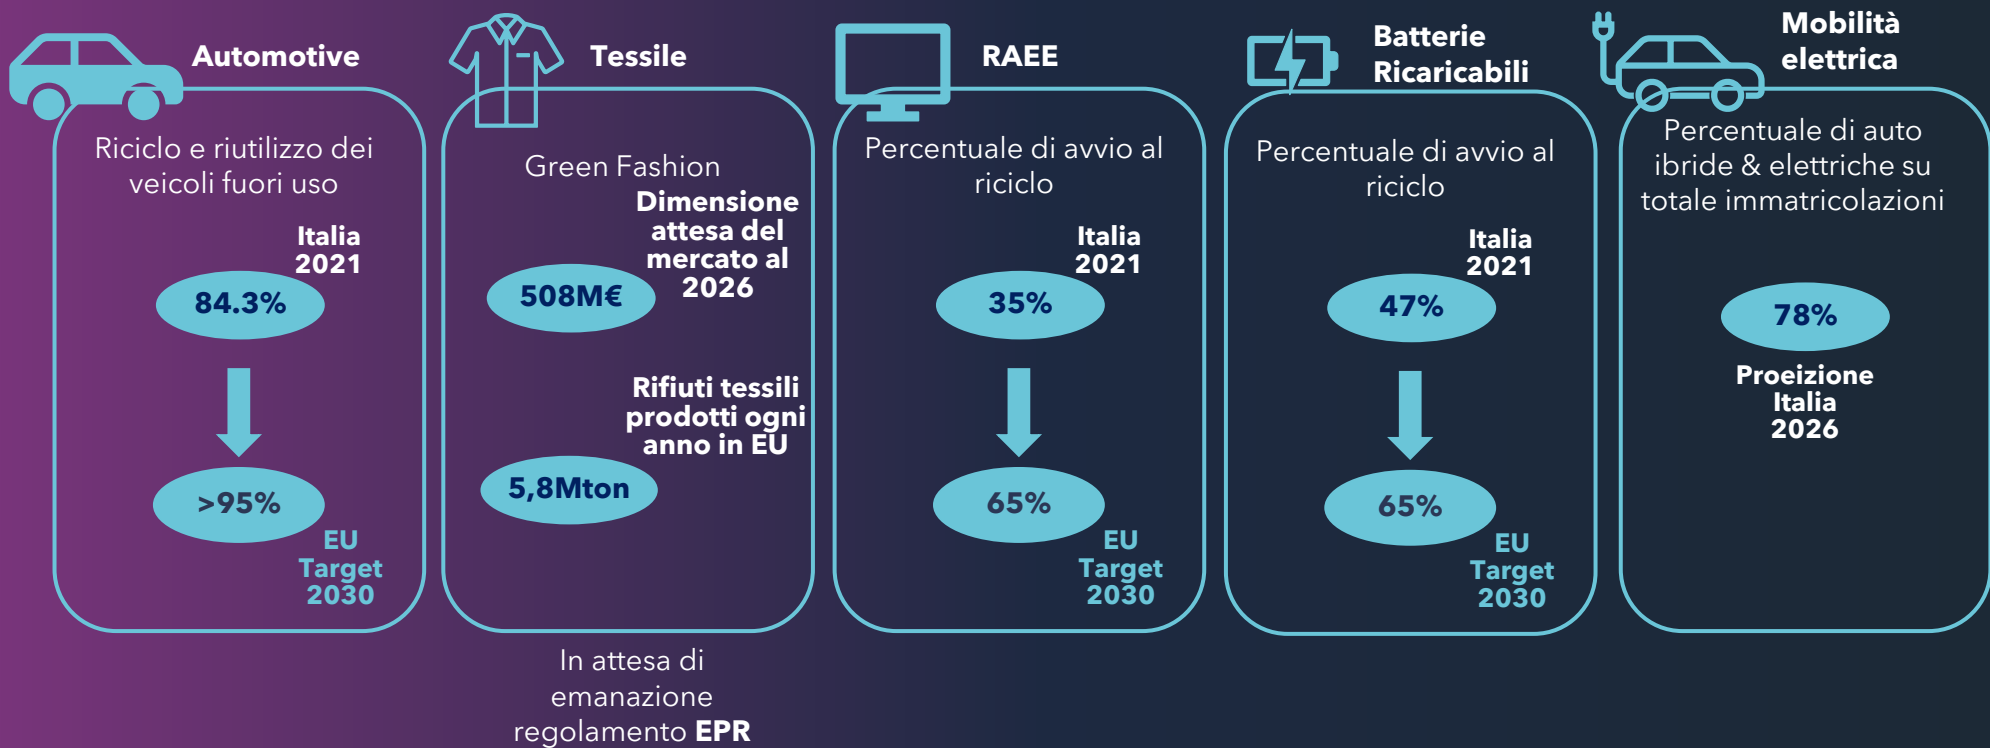 Automotive
Riciclo e riutilizzo dei
veicoli fuori uso
Italia
2021
84.3%
>95%
EU
Target
2030
Tessile
Green Fashion
Dimensione
attesa del
mercato al
2026
508M€
Rifiuti tessili
prodotti ogni
anno in EU
5,8Mton
In attesa di
emanazione
regolamento EPR
RAEE
Percentuale di avvio al
riciclo
Italia
2021
35%
65%
EU
Target
2030
Batterie
Ricaricabili
Percentuale di avvio al
riciclo
Italia
2021
47%
65%
EU
Target
2030
Mobilità
elettrica
Percentuale di auto
ibride & elettriche su
totale immatricolazioni
78%
Proeizione
Italia
2026